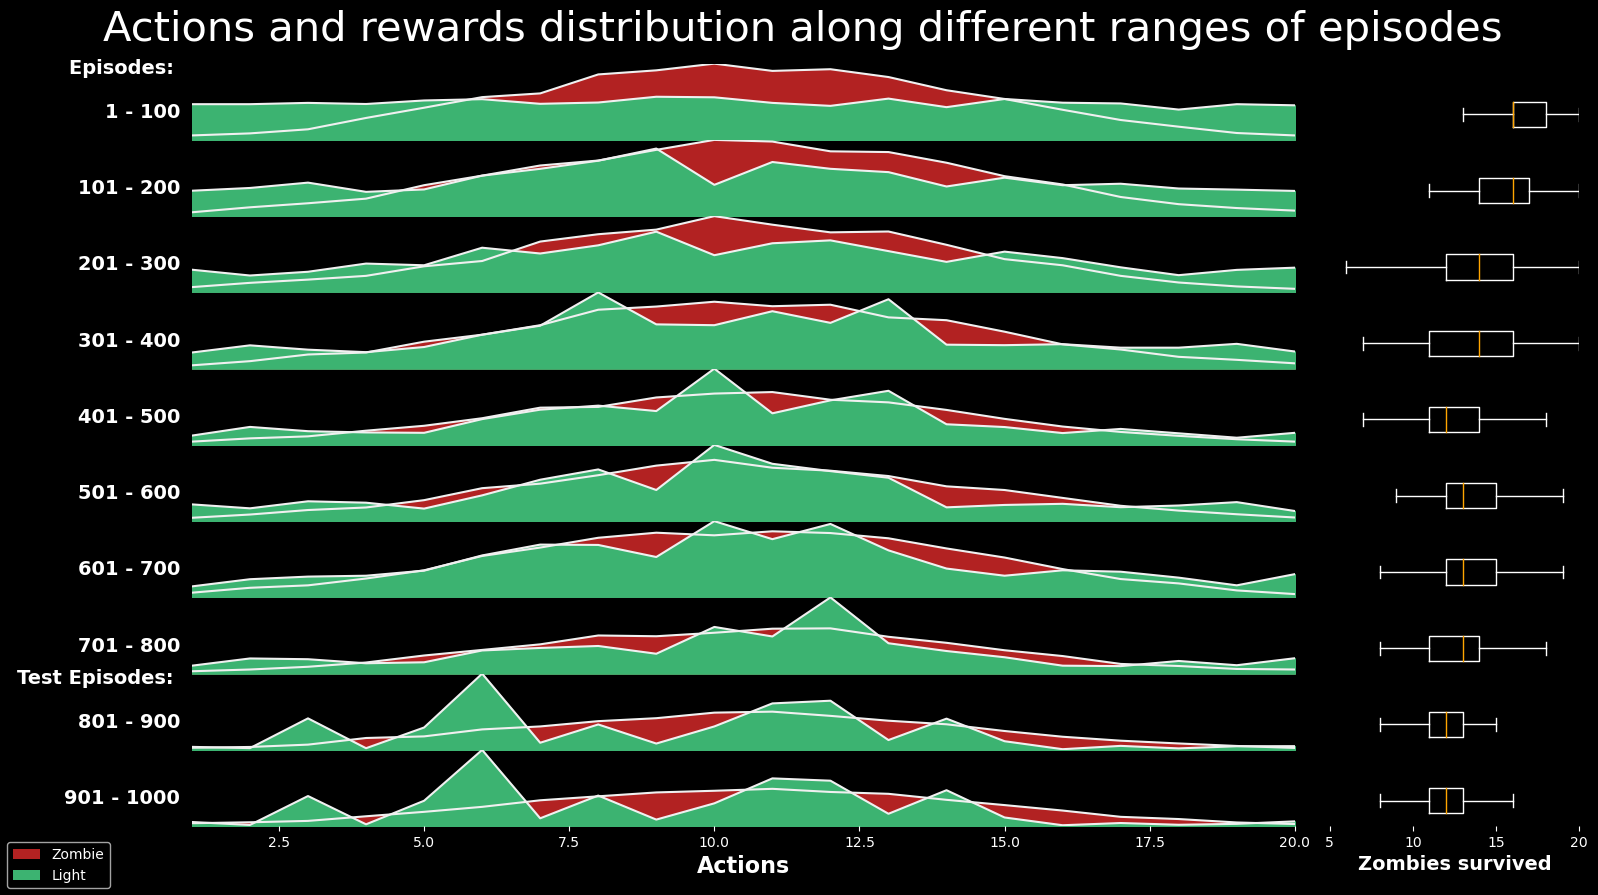 Actions and rewards distribution along different ranges of episodes
Episodes:
1 - 100
101 - 200
201 - 300
301 - 400
401 - 500
501 - 600
601 - 700
701 - 800
Test Episodes:
801 - 900
901 - 1000
2.5 5.0 7.5 10.0 12.5 15.0 17.5 20.0 5 10 15 20
Zombie
Light
Actions
Zombies survived